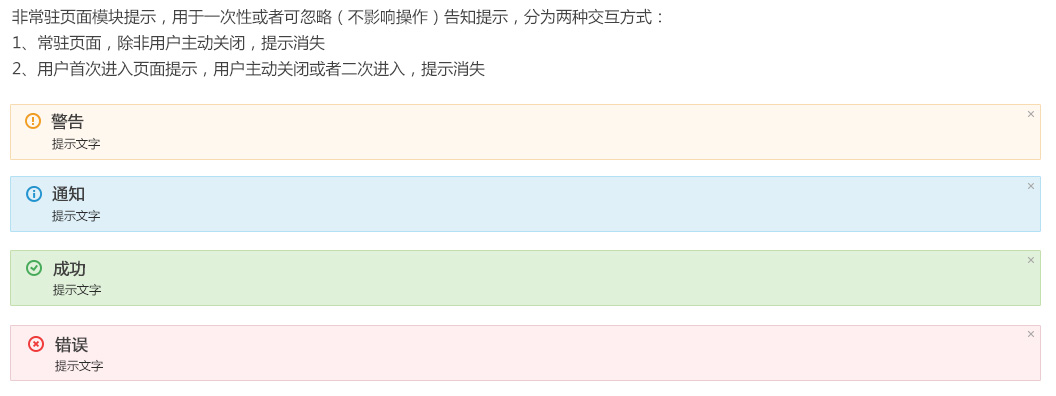 非常驻页面模块提示，用于一次性或者可忽略（不影响操作）告知提示，分为两种交互方式：
1、常驻页面，除非用户主动关闭，提示消失
2、用户首次进入页面提示，用户主动关闭或者二次进入，提示消失
警告
提示文字
通知
提示文字
成功
提示文字
错误
提示文字